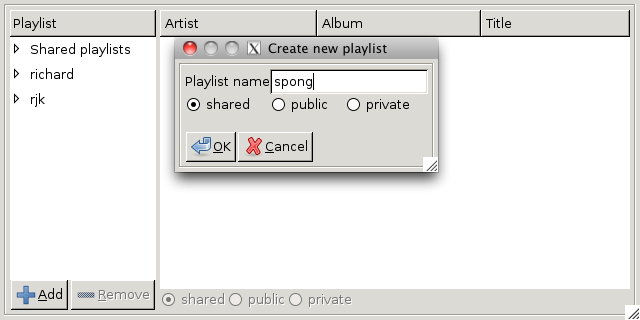 Playlist Artist Album Title
Shared playlists
richard
rjk
Create new playlist
Playlist name spong
shared public private
OK Cancel
Add Remove shared public private